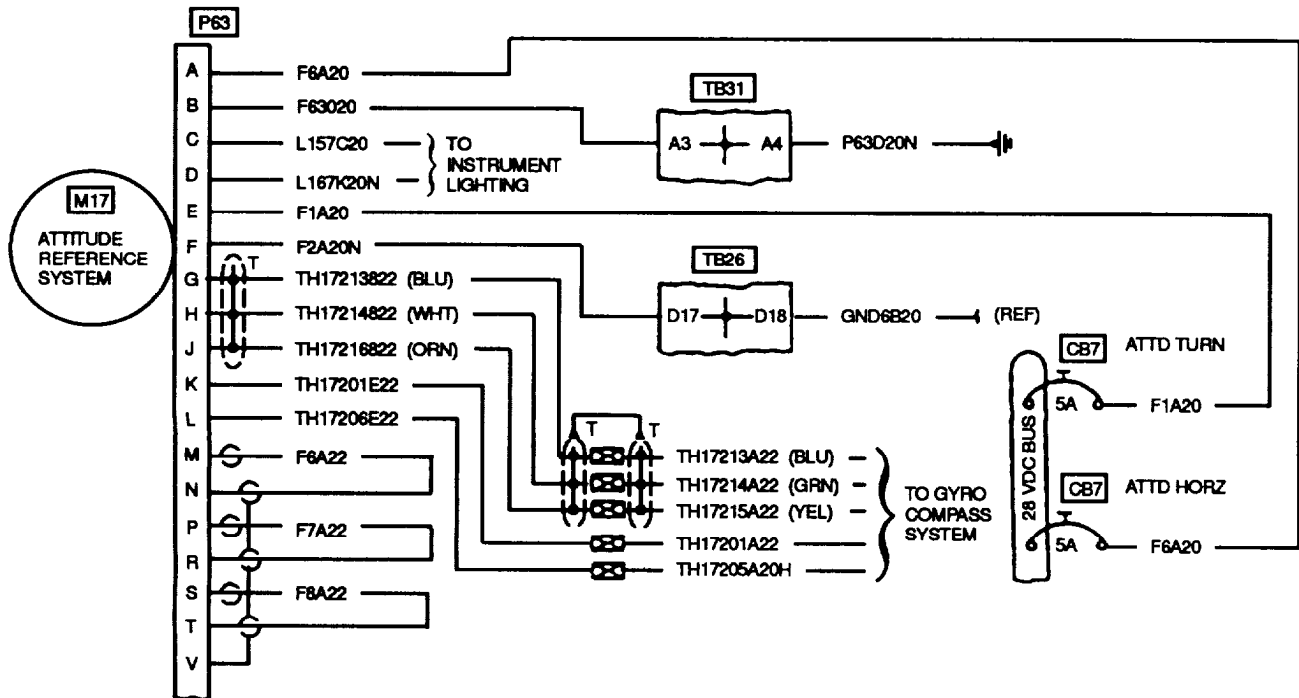 P63
A F6A20
B F63020
C L157C20
D L167K20N
TO
INSTRUMENT
LIGHTING
E F1A20
F F2A20N
G TH17213822 (BLU)
H TH17214822 (WHT)
J TH17216822 (ORN)
K TH17201E22
L TH17206E22
M F6A22
N
P F7A22
R
S F8A22
T
V
T
M17
ATTITUDE
REFERENCE
SYSTEM
TB31
A3 A4 P63D20N
TB26
D17 D18 GND6B20 (REF)
T T
TH17213A22 (BLU)
TH17214A22 (GRN)
TH17215A22 (YEL)
TH17201A22
TH17205A20H
TO GYRO
COMPASS
SYSTEM
28 VDC BUS
CB7 ATTD TURN
5A F1A20
CB7 ATTD HORZ
5A F6A20